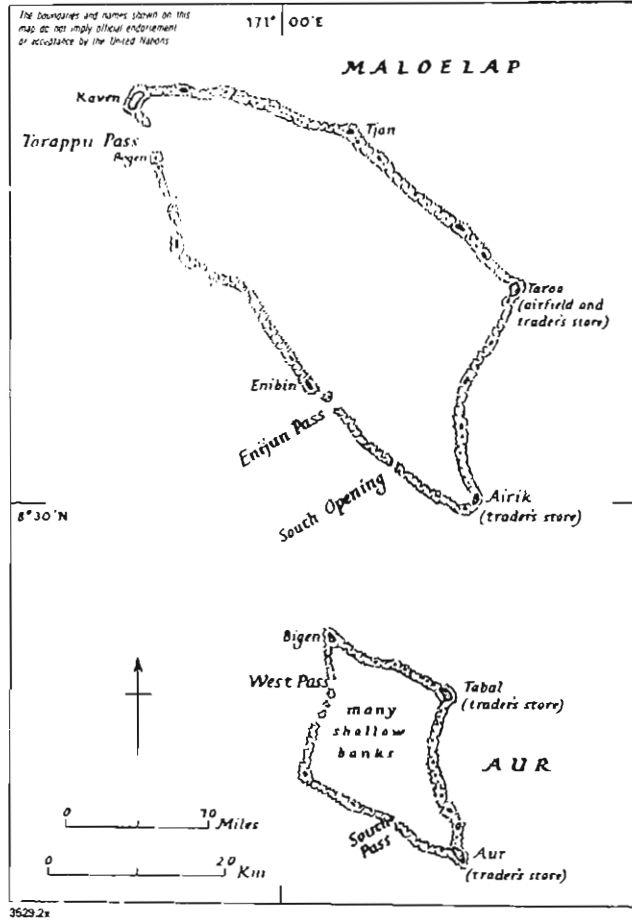 The boundaries and names shown on this
map do not imply official endorsement
or acceptance by the United Nations
171° 00'E
MALOELAP
Kaven
Tjan
Torappu Pass
Bogen
Taroa
(airfield and
trader's store)
Enibin
Enijun Pass
South Opening
Airik
(trader's store)
8°30'N
Bigen
West Pass
Tabal
(trader's store)
many
shallow
banks
AUR
0 10 Miles
South
Pass
Aur
(trader's store)
0 20 Km
3529.2x